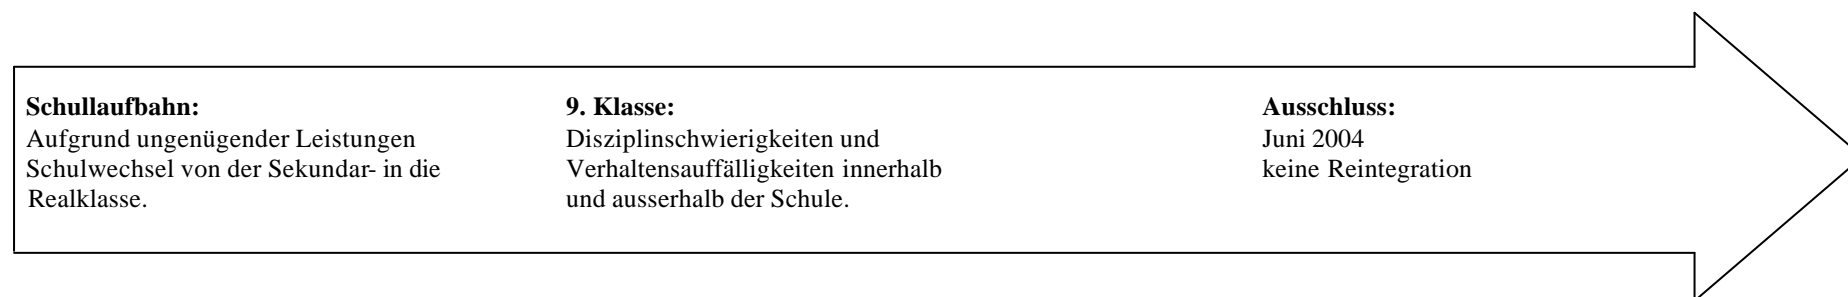 Schullaufbahn:
Aufgrund ungenügender Leistungen
Schulwechsel von der Sekundar- in die
Realklasse.
9. Klasse:
Disziplinschwierigkeiten und
Verhaltensauffälligkeiten innerhalb
und ausserhalb der Schule.
Ausschluss:
Juni 2004
keine Reintegration